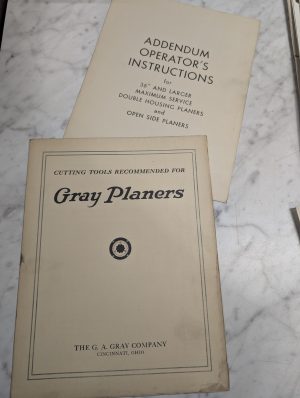 ADDENDUM
OPERATOR'S
INSTRUCTIONS
for
36" AND LARGER
MAXIMUM SERVICE
DOUBLE HOUSING PLANERS
and
OPEN SIDE PLANERS
CUTTING TOOLS RECOMMENDED FOR
Gray Planers
THE G. A. GRAY COMPANY
CINCINNATI, OHIO